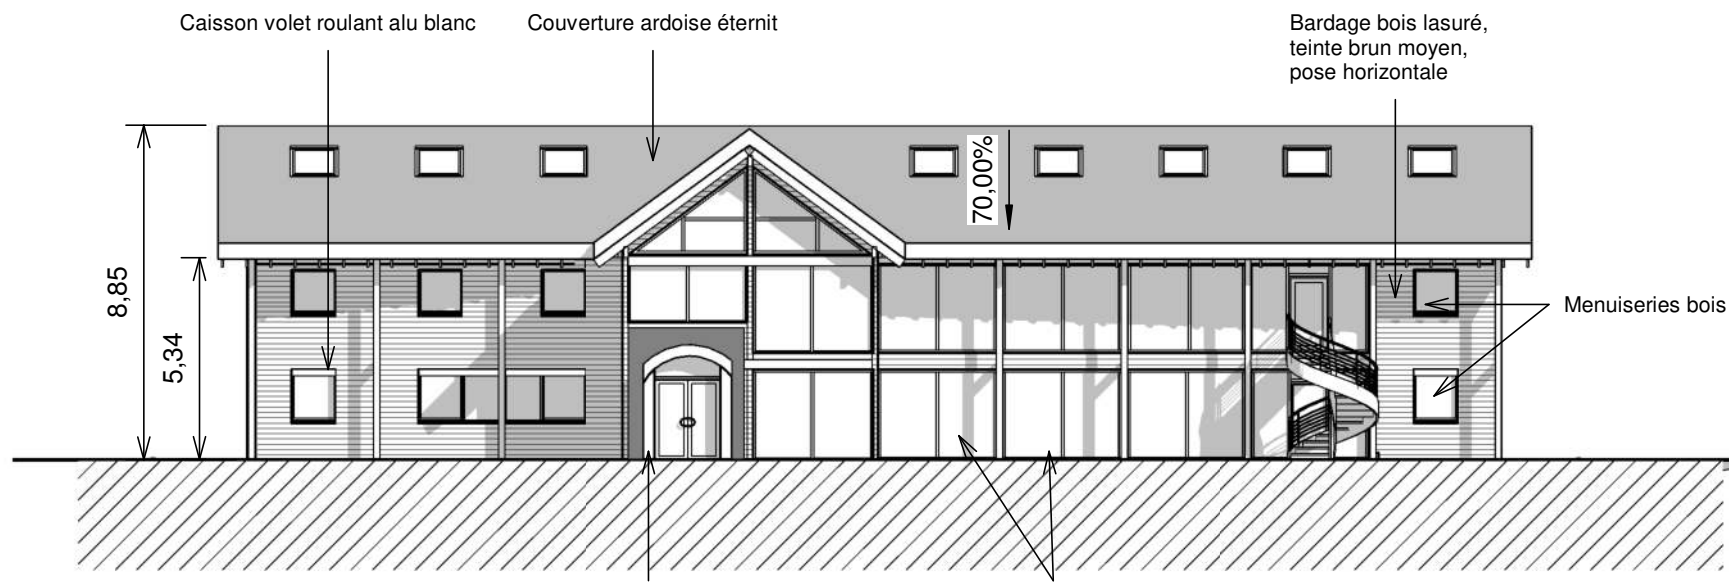 Caisson volet roulant alu blanc
Couverture ardoise éternit
Bardage bois lasuré,
teinte brun moyen,
pose horizontale
70,00%
8,85
5,34
Menuiseries bois